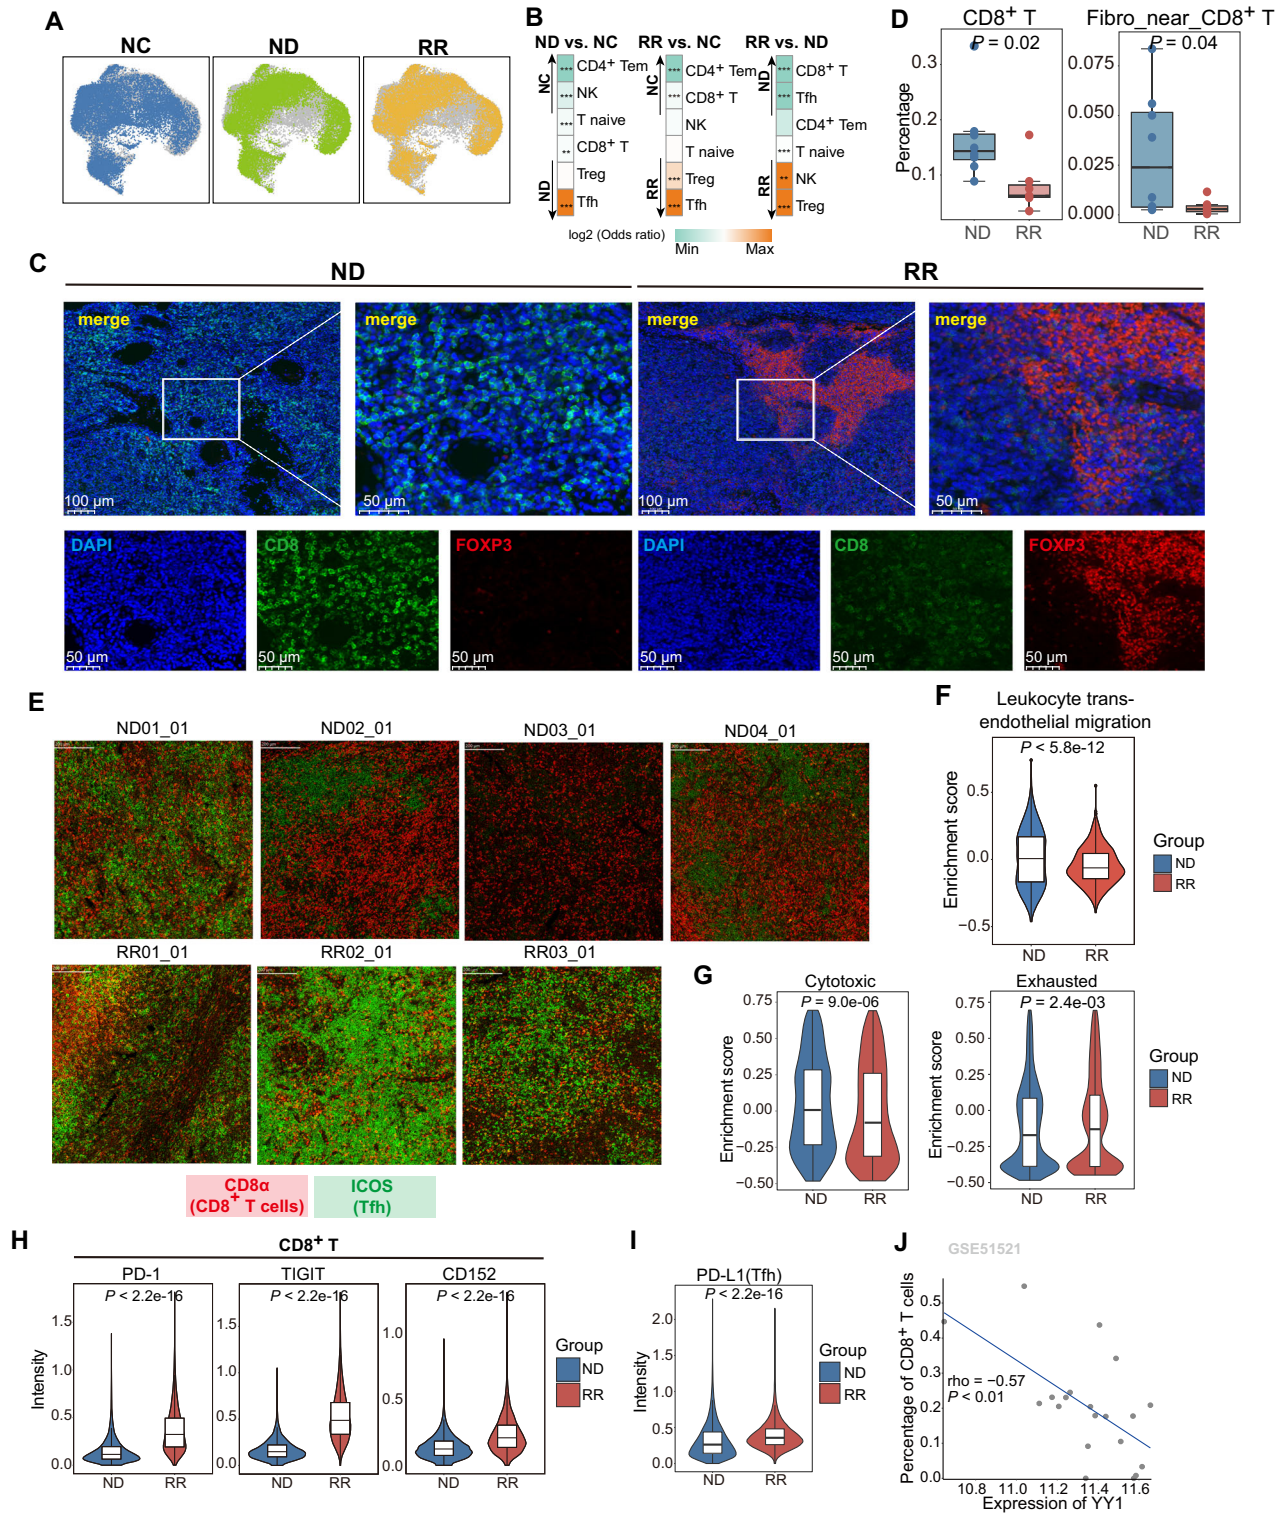 A
NC
ND
RR
B
ND vs. NC
RR vs. NC
RR vs. ND
NC
ND
*** CD4+ Tem
*** NK
*** T naive
** CD8+ T
Treg
*** Tfh
NC
RR
*** CD4+ Tem
*** CD8+ T
NK
T naive
*** Treg
*** Tfh
ND
RR
*** CD8+ T
*** Tfh
CD4+ Tem
*** T naive
** NK
*** Treg
log2 (Odds ratio)
Min
Max
D
CD8+ T
P = 0.02
Percentage
0.3
0.2
0.1
ND
RR
Fibro_near_CD8+ T
P = 0.04
0.075
0.050
0.025
0.000
ND
RR
C
ND
RR
merge
100 µm
merge
50 µm
merge
100 µm
merge
50 µm
DAPI
50 µm
CD8
50 µm
FOXP3
50 µm
DAPI
50 µm
CD8
50 µm
FOXP3
50 µm
E
ND01_01
ND02_01
ND03_01
ND04_01
RR01_01
RR02_01
RR03_01
CD8α
(CD8+ T cells)
ICOS
(Tfh)
F
Leukocyte trans-
endothelial migration
P < 5.8e-12
Enrichment score
0.5
0.0
−0.5
ND
RR
Group
ND
RR
G
Cytotoxic
P = 9.0e-06
Enrichment score
0.75
0.50
0.25
0.00
−0.25
−0.50
ND
RR
Exhausted
P = 2.4e-03
Enrichment score
0.75
0.50
0.25
0.00
−0.25
−0.50
ND
RR
Group
ND
RR
H
CD8+ T
PD-1
P < 2.2e-16
Intensity
1.5
1.0
0.5
0.0
ND
RR
TIGIT
P < 2.2e-16
1.5
1.0
0.5
0.0
ND
RR
CD152
P < 2.2e-16
1.0
0.5
0.0
ND
RR
Group
ND
RR
I
PD-L1(Tfh)
P < 2.2e-16
Intensity
2.0
1.5
1.0
0.5
0.0
ND
RR
Group
ND
RR
J
GSE51521
Percentage of CD8+ T cells
0.5
0.4
0.3
0.2
0.1
0.0
rho = −0.57
P < 0.01
10.8
11.0
11.2
11.4
11.6
Expression of YY1